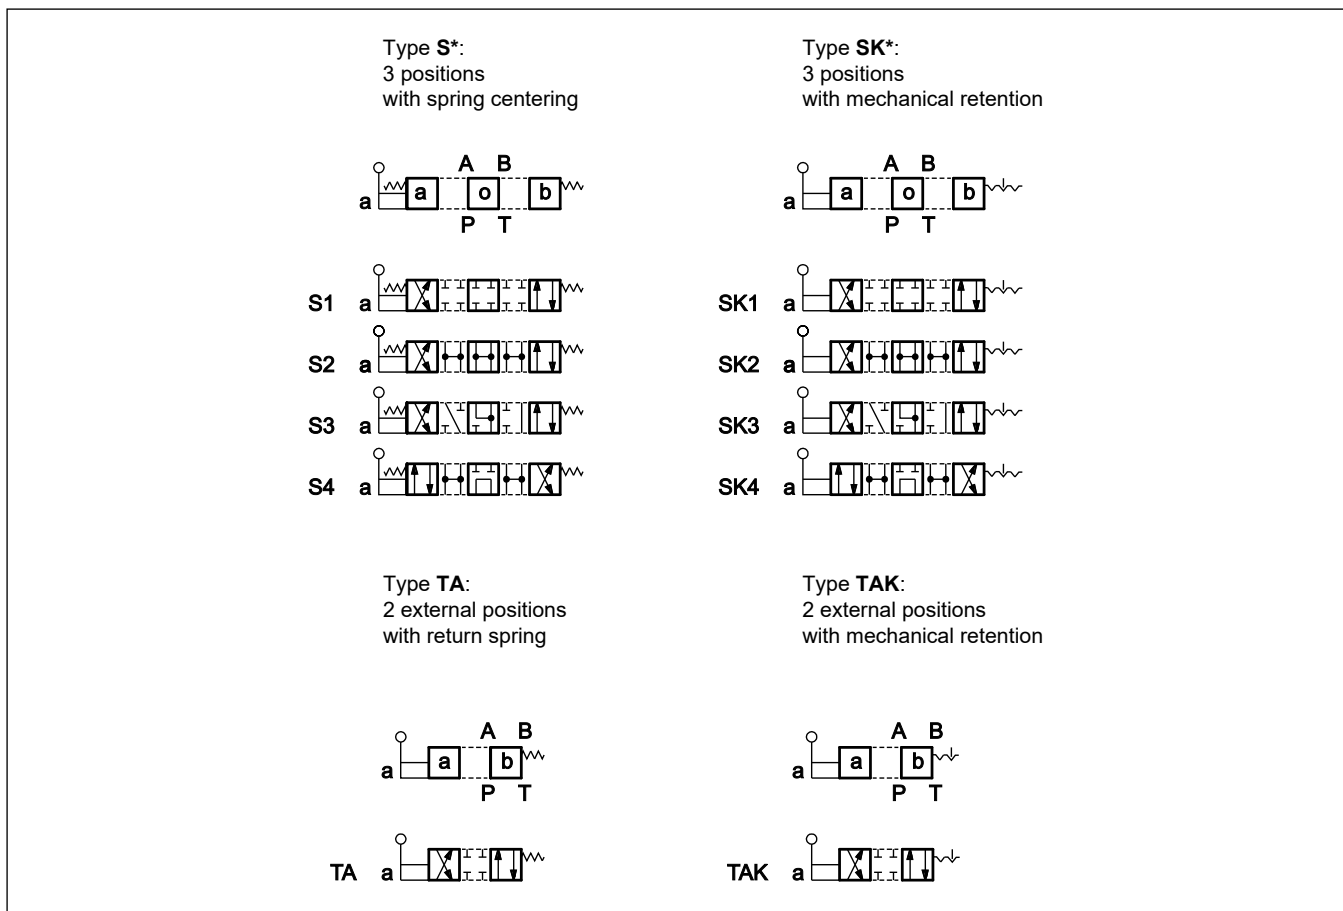 Type S*:
3 positions
with spring centering
Type SK*:
3 positions
with mechanical retention
A B
a a o b
P T
A B
a a o b
P T
S1 a
SK1 a
S2 a
SK2 a
S3 a
SK3 a
S4 a
SK4 a
Type TA:
2 external positions
with return spring
Type TAK:
2 external positions
with mechanical retention
A B
a a b
P T
A B
a a b
P T
TA a
TAK a